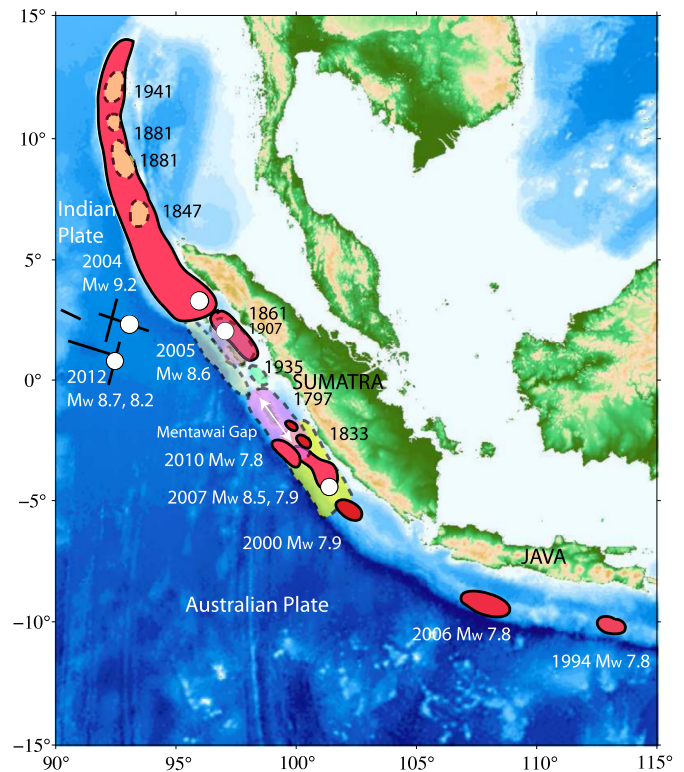 15°
10°
5°
0°
−5°
−10°
−15°
1941
1881
1881
1847
Indian
Plate
2004
Mw 9.2
1861
1907
2005
Mw 8.6
1935
SUMATRA
2012
Mw 8.7, 8.2
1797
Mentawai Gap
1833
2010 Mw 7.8
2007 Mw 8.5, 7.9
2000 Mw 7.9
JAVA
Australian Plate
2006 Mw 7.8
1994 Mw 7.8
90°
95°
100°
105°
110°
115°